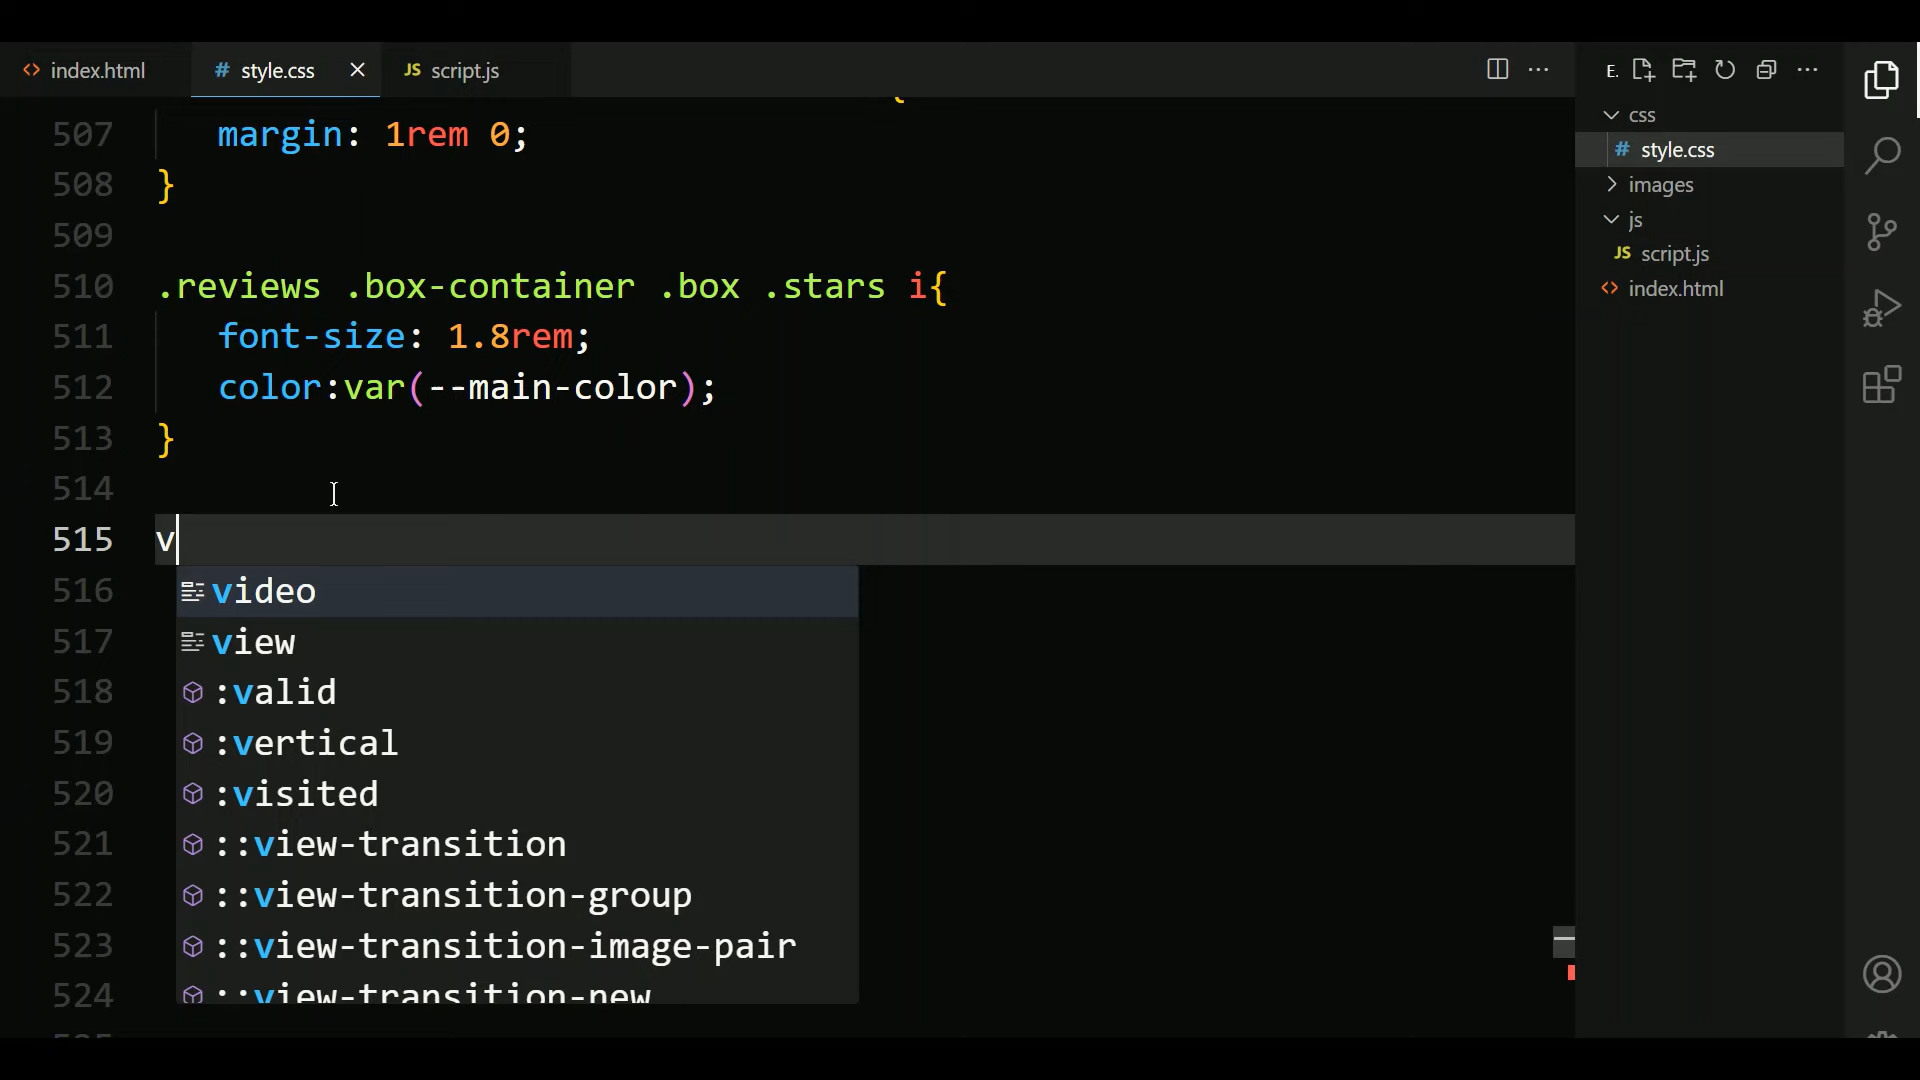 index.html
style.css
JS script.js
E.
507 margin: 1rem 0;
508 }
509
510 .reviews .box-container .box .stars i{
511 font-size: 1.8rem;
512 color:var(--main-color);
513 }
514
515 v
516 video
517 view
518 :valid
519 :vertical
520 :visited
521 ::view-transition
522 ::view-transition-group
523 ::view-transition-image-pair
524 ::view-transition-new
css
# style.css
images
js
JS script.js
index.html